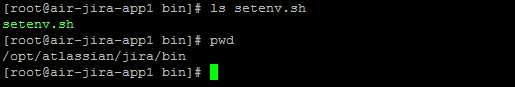 [root@air-jira-app1 bin]# ls setenv.sh
setenv.sh
[root@air-jira-app1 bin]# pwd
/opt/atlassian/jira/bin
[root@air-jira-app1 bin]#